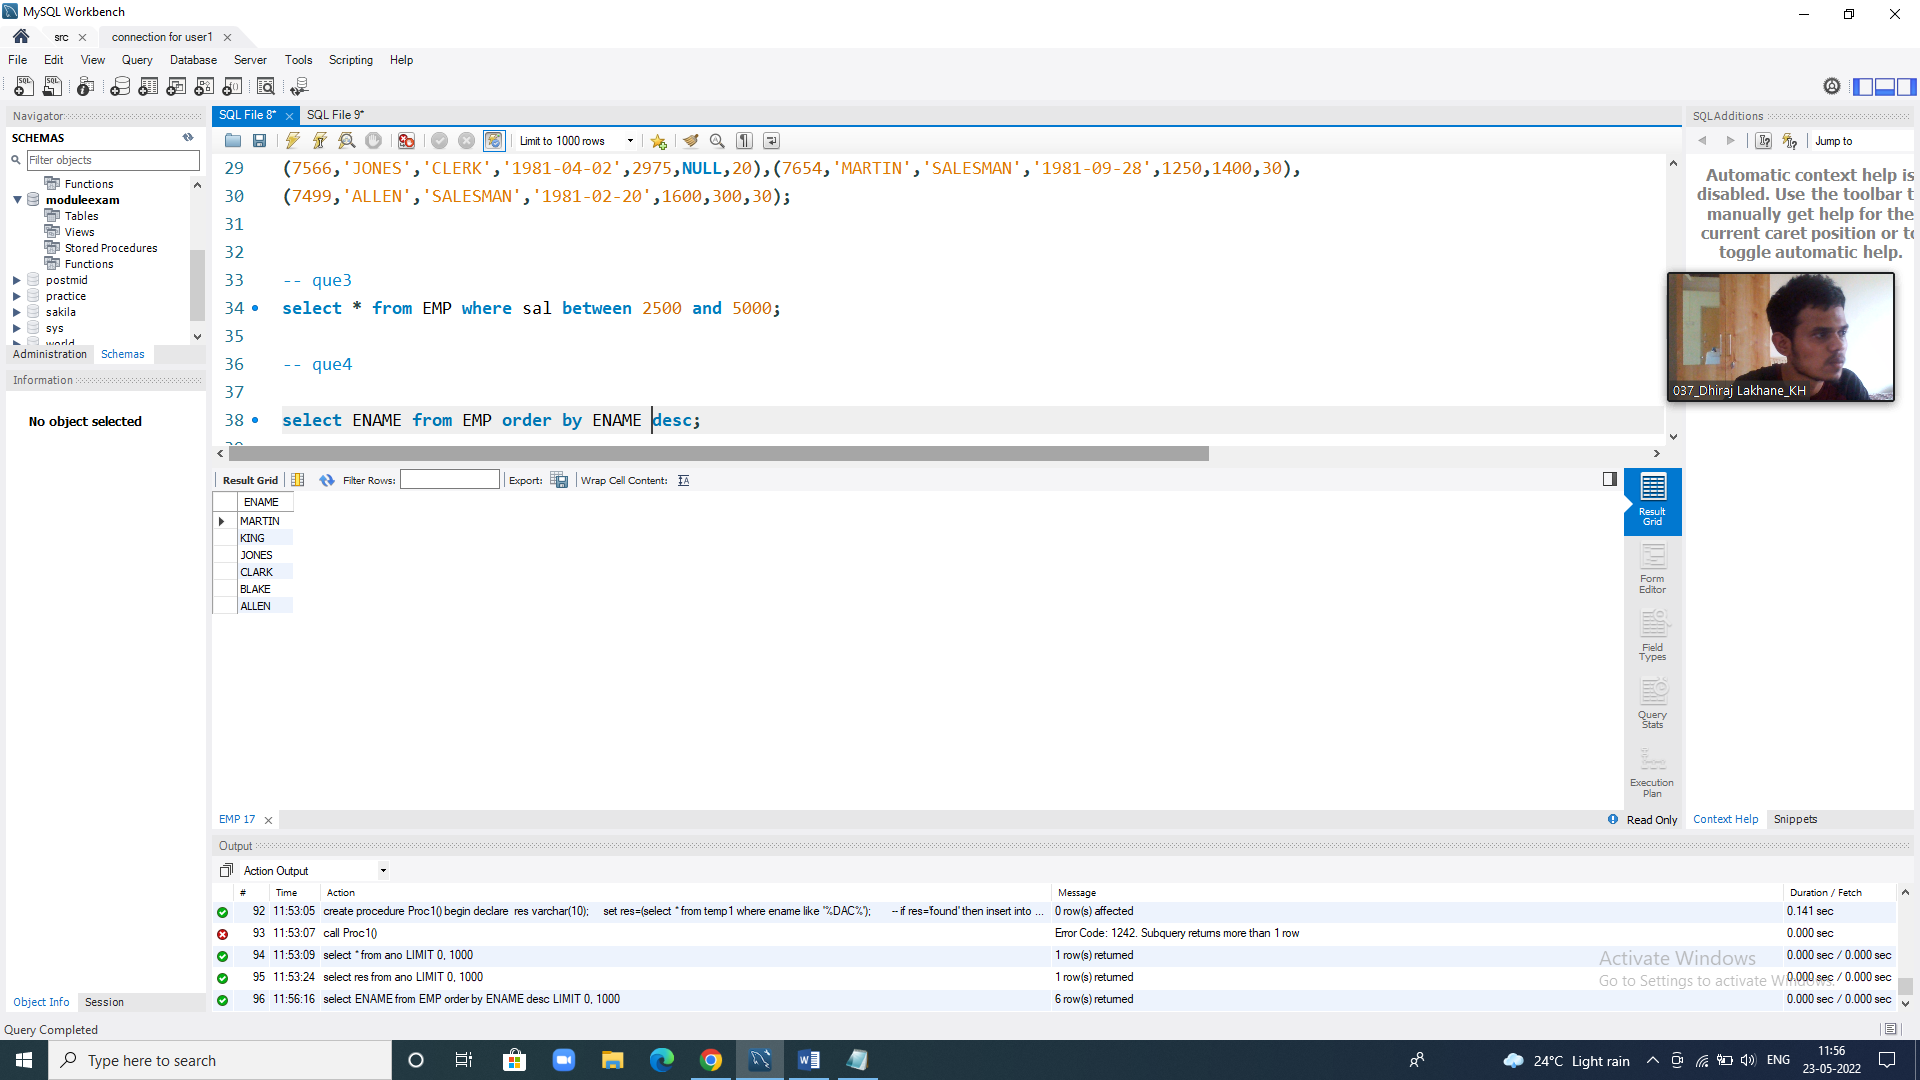 MySQL Workbench
src
connection for user1
File Edit View Query Database Server Tools Scripting Help
Navigator
SCHEMAS
Filter objects
Functions
moduleexam
Tables
Views
Stored Procedures
Functions
postmid
practice
sakila
sys
world
Administration Schemas
Information
No object selected
Object Info Session
SQL File 8* SQL File 9*
Limit to 1000 rows
29 (7566,'JONES','CLERK','1981-04-02',2975,NULL,20),(7654,'MARTIN','SALESMAN','1981-09-28',1250,1400,30),
30 (7499,'ALLEN','SALESMAN','1981-02-20',1600,300,30);
31
32
33 -- que3
34 select * from EMP where sal between 2500 and 5000;
35
36 -- que4
37
38 select ENAME from EMP order by ENAME desc;
Result Grid Filter Rows: Export: Wrap Cell Content:
ENAME
MARTIN
KING
JONES
CLARK
BLAKE
ALLEN
Result Grid
Form Editor
Field Types
Query Stats
Execution Plan
EMP 17
Read Only
SQLAdditions
Jump to
Automatic context help is
disabled. Use the toolbar t
manually get help for the
current caret position or to
toggle automatic help.
037_Dhiraj Lakhane_KH
Context Help Snippets
Output
Action Output
# Time Action Message Duration / Fetch
92 11:53:05 create procedure Proc1() begin declare res varchar(10); set res=(select * from temp1 where ename like '%DAC%'); -- if res='found' then insert into ... 0 row(s) affected 0.141 sec
93 11:53:07 call Proc1() Error Code: 1242. Subquery returns more than 1 row 0.000 sec
94 11:53:09 select * from ano LIMIT 0, 1000 1 row(s) returned 0.000 sec / 0.000 sec
95 11:53:24 select res from ano LIMIT 0, 1000 1 row(s) returned 0.000 sec / 0.000 sec
96 11:56:16 select ENAME from EMP order by ENAME desc LIMIT 0, 1000 6 row(s) returned 0.000 sec / 0.000 sec
Activate Windows
Go to Settings to activate Windows.
Query Completed
Type here to search
24°C Light rain
ENG
11:56
23-05-2022